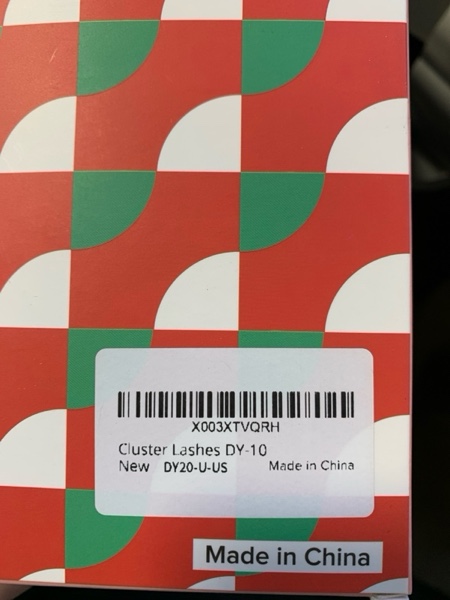 X003XTVQRH
Cluster Lashes DY-10
New DY20-U-US Made in China
Made in China